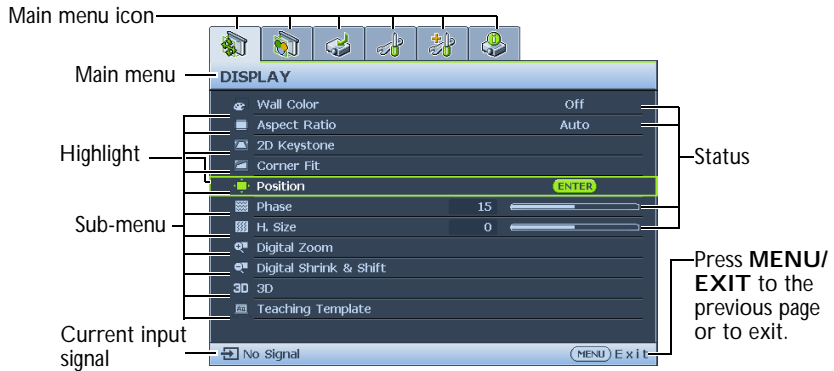 Main menu icon
Main menu
DISPLAY
Wall Color Off
Aspect Ratio Auto
2D Keystone
Highlight
Corner Fit
Status
Position ENTER
Phase 15
Sub-menu
H. Size 0
Digital Zoom
Digital Shrink & Shift
3D 3D
Teaching Template
Press MENU/
EXIT to the
previous page
or to exit.
Current input
signal
No Signal
MENU Exit